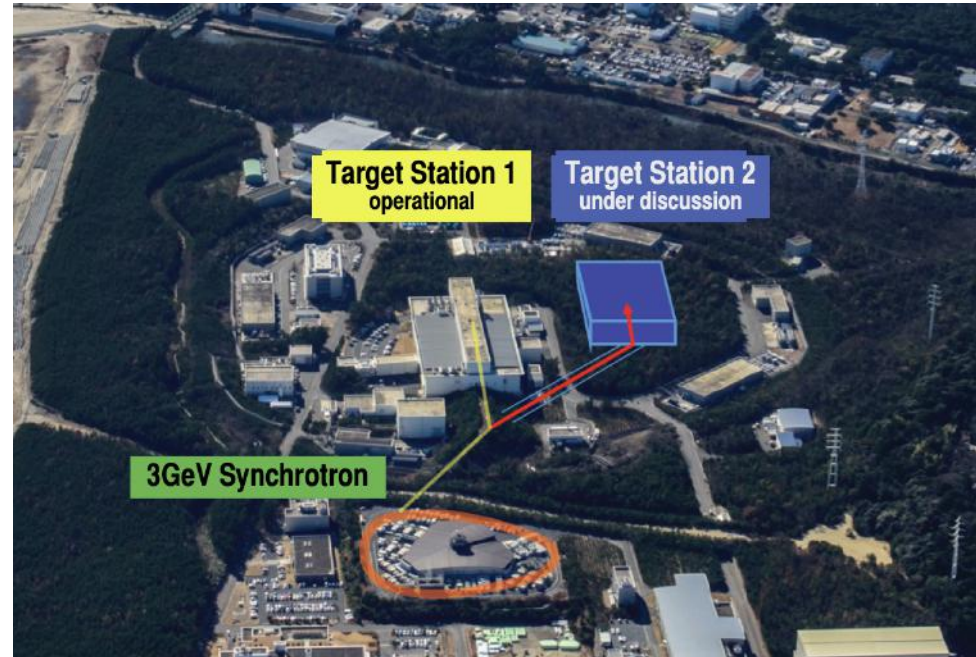 Target Station 1
operational
Target Station 2
under discussion
3GeV Synchrotron